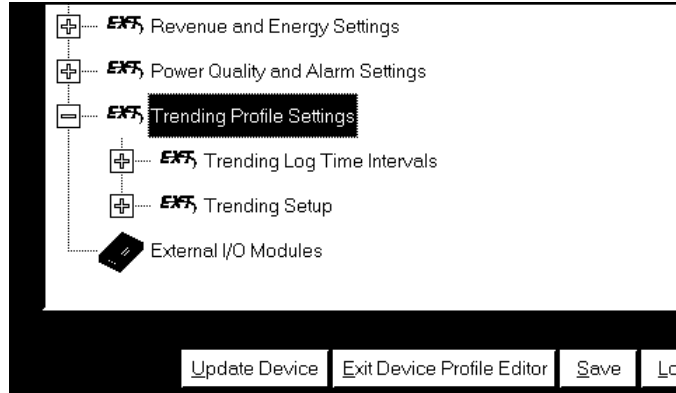 EXT, Revenue and Energy Settings
EXT, Power Quality and Alarm Settings
EXT, Trending Profile Settings
EXT, Trending Log Time Intervals
EXT, Trending Setup
External I/O Modules
Update Device Exit Device Profile Editor Save Lo